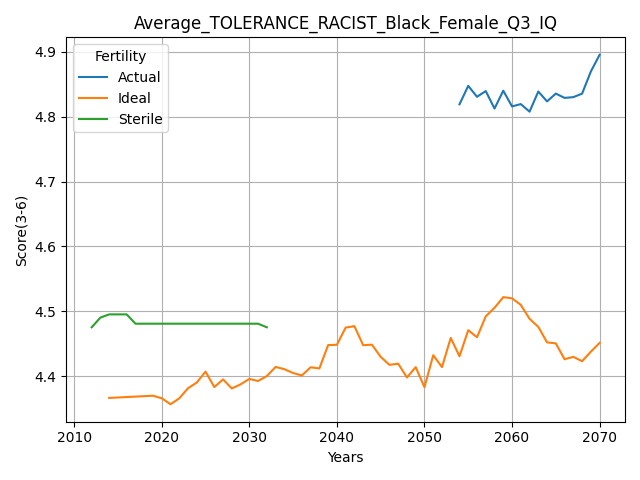 Average_TOLERANCE_RACIST_Black_Female_Q3_IQ
Fertility
Actual
Ideal
Sterile
Score(3-6)
4.9
4.8
4.7
4.6
4.5
4.4
2010 2020 2030 2040 2050 2060 2070
Years